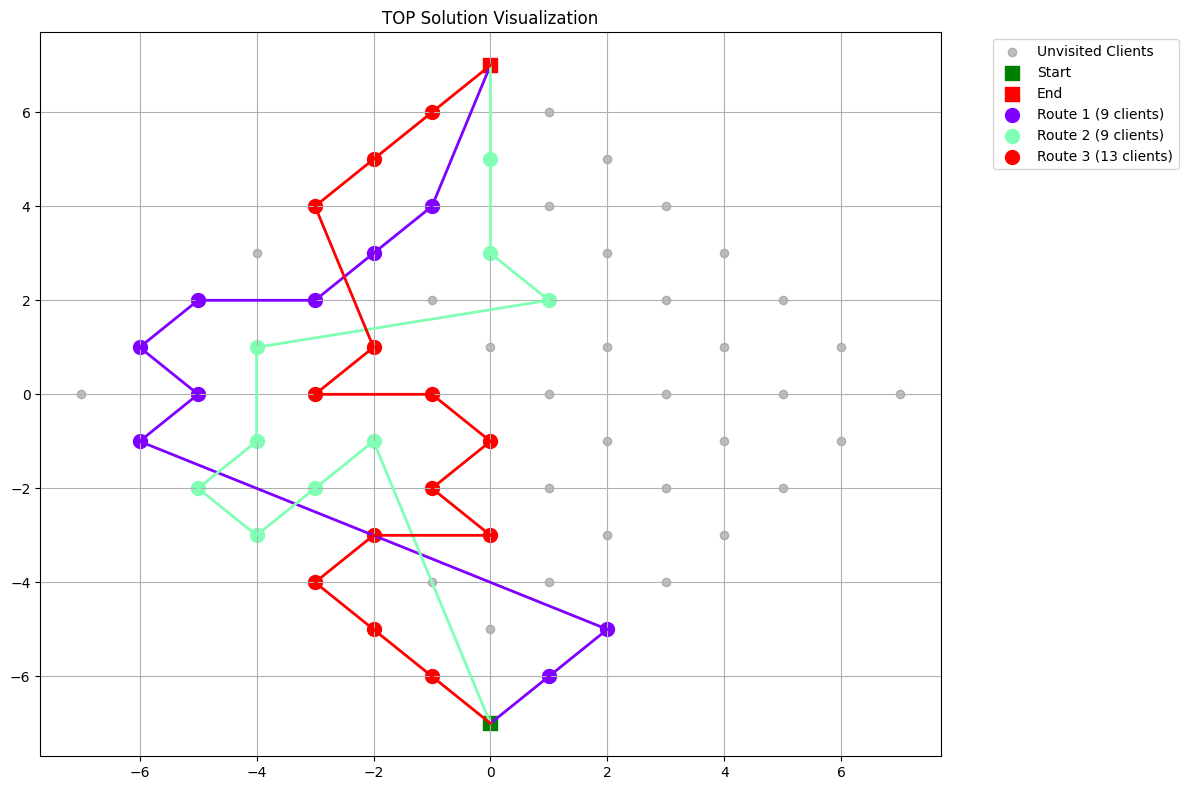 TOP Solution Visualization
Unvisited Clients
Start
End
Route 1 (9 clients)
Route 2 (9 clients)
Route 3 (13 clients)
6
4
2
0
−2
−4
−6
−6 −4 −2 0 2 4 6